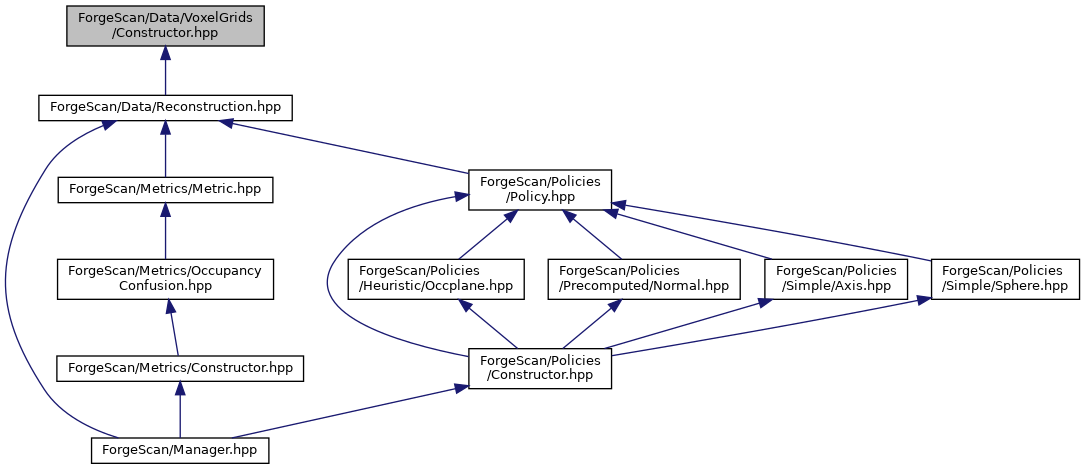 ForgeScan/Data/VoxelGrids
/Constructor.hpp
ForgeScan/Data/Reconstruction.hpp
ForgeScan/Metrics/Metric.hpp
ForgeScan/Policies
/Policy.hpp
ForgeScan/Metrics/Occupancy
Confusion.hpp
ForgeScan/Policies
/Heuristic/Occplane.hpp
ForgeScan/Policies
/Precomputed/Normal.hpp
ForgeScan/Policies
/Simple/Axis.hpp
ForgeScan/Policies
/Simple/Sphere.hpp
ForgeScan/Metrics/Constructor.hpp
ForgeScan/Policies
/Constructor.hpp
ForgeScan/Manager.hpp